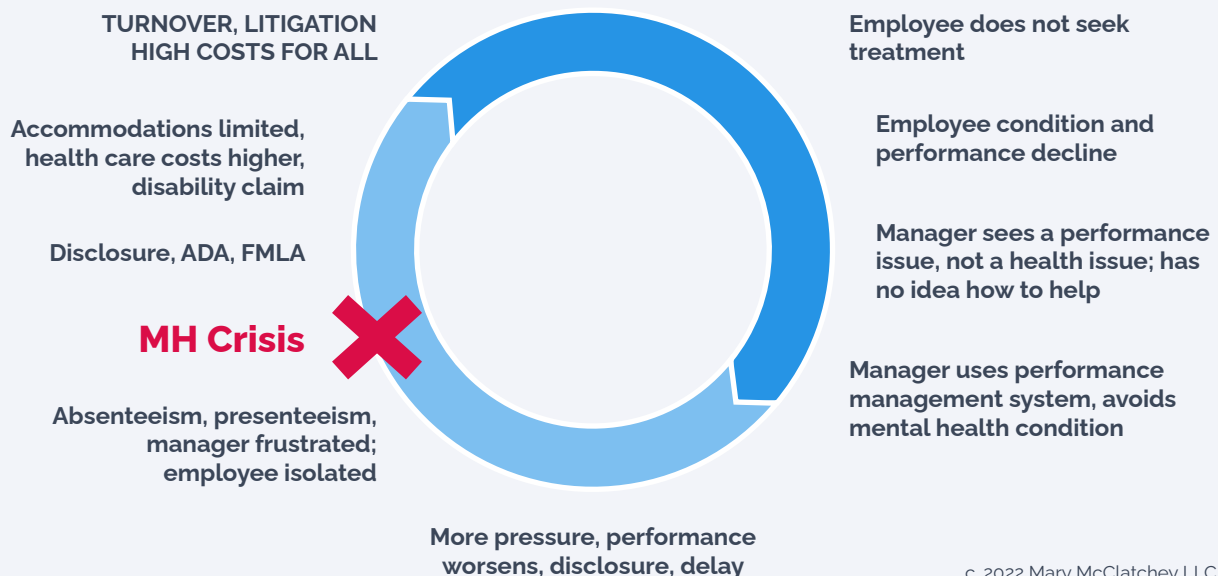 TURNOVER, LITIGATION
HIGH COSTS FOR ALL
Employee does not seek
treatment
Accommodations limited,
health care costs higher,
disability claim
Employee condition and
performance decline
Disclosure, ADA, FMLA
Manager sees a performance
issue, not a health issue; has
no idea how to help
MH Crisis
Manager uses performance
management system, avoids
mental health condition
Absenteeism, presenteeism,
manager frustrated;
employee isolated
More pressure, performance
worsens, disclosure, delay
c. 2022 Mary McClatchey LLC